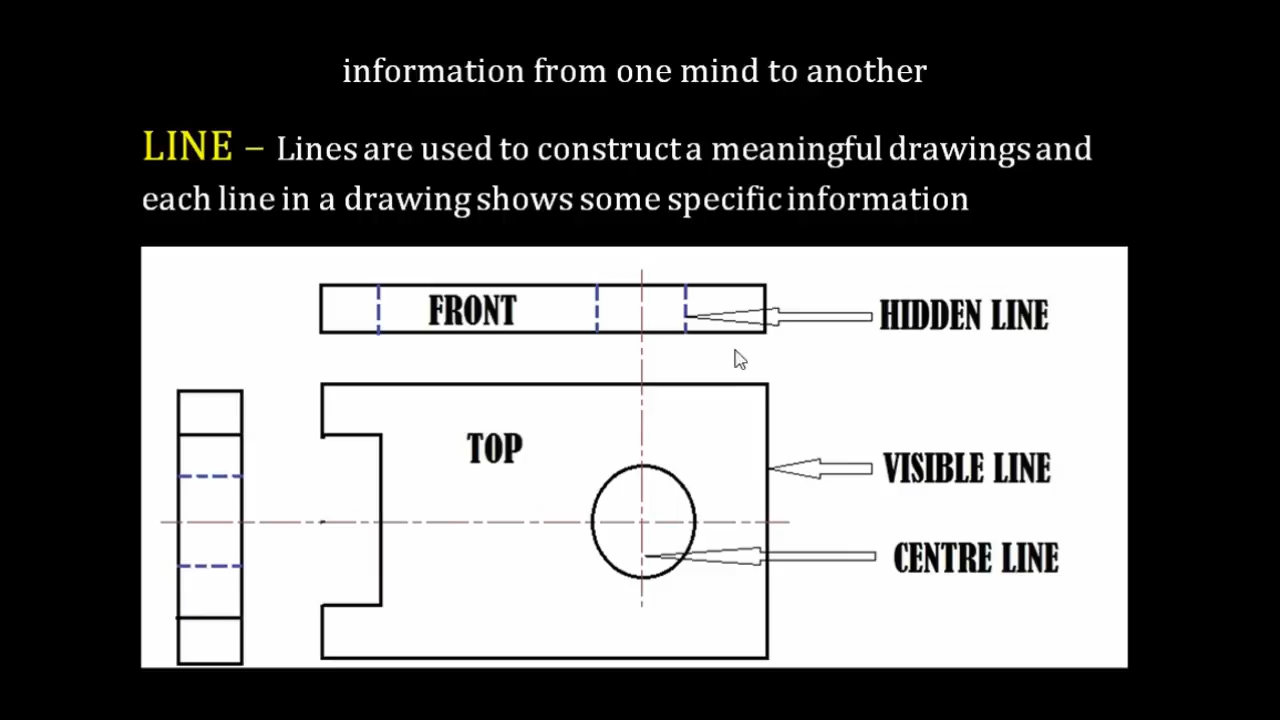 information from one mind to another
LINE – Lines are used to construct a meaningful drawings and
each line in a drawing shows some specific information
FRONT
HIDDEN LINE
TOP
VISIBLE LINE
CENTRE LINE